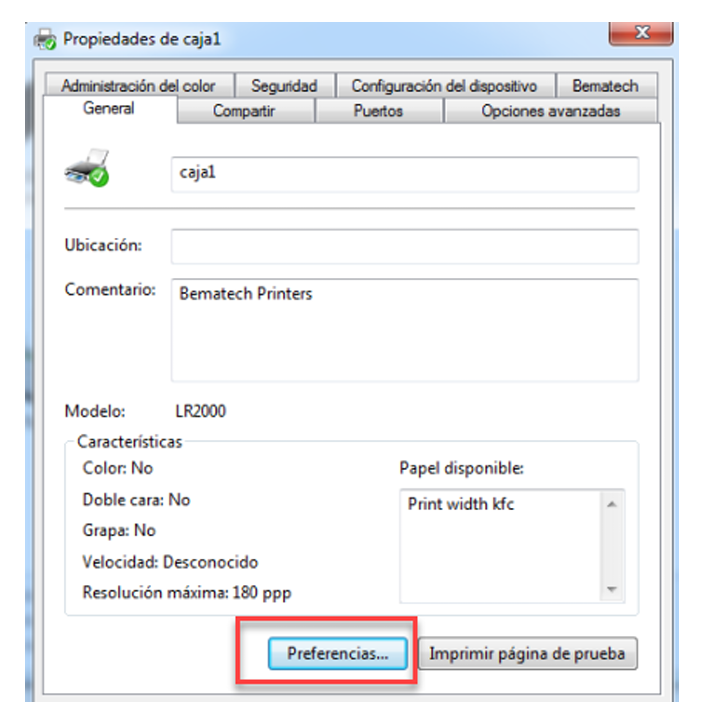 Propiedades de caja1
Administración del color Seguridad Configuración del dispositivo Bematech
General Compartir Puertos Opciones avanzadas
caja1
Ubicación:
Comentario: Bematech Printers
Modelo: LR2000
Características
Color: No Papel disponible:
Doble cara: No Print width kfc
Grapa: No
Velocidad: Desconocido
Resolución máxima: 180 ppp
Preferencias... Imprimir página de prueba